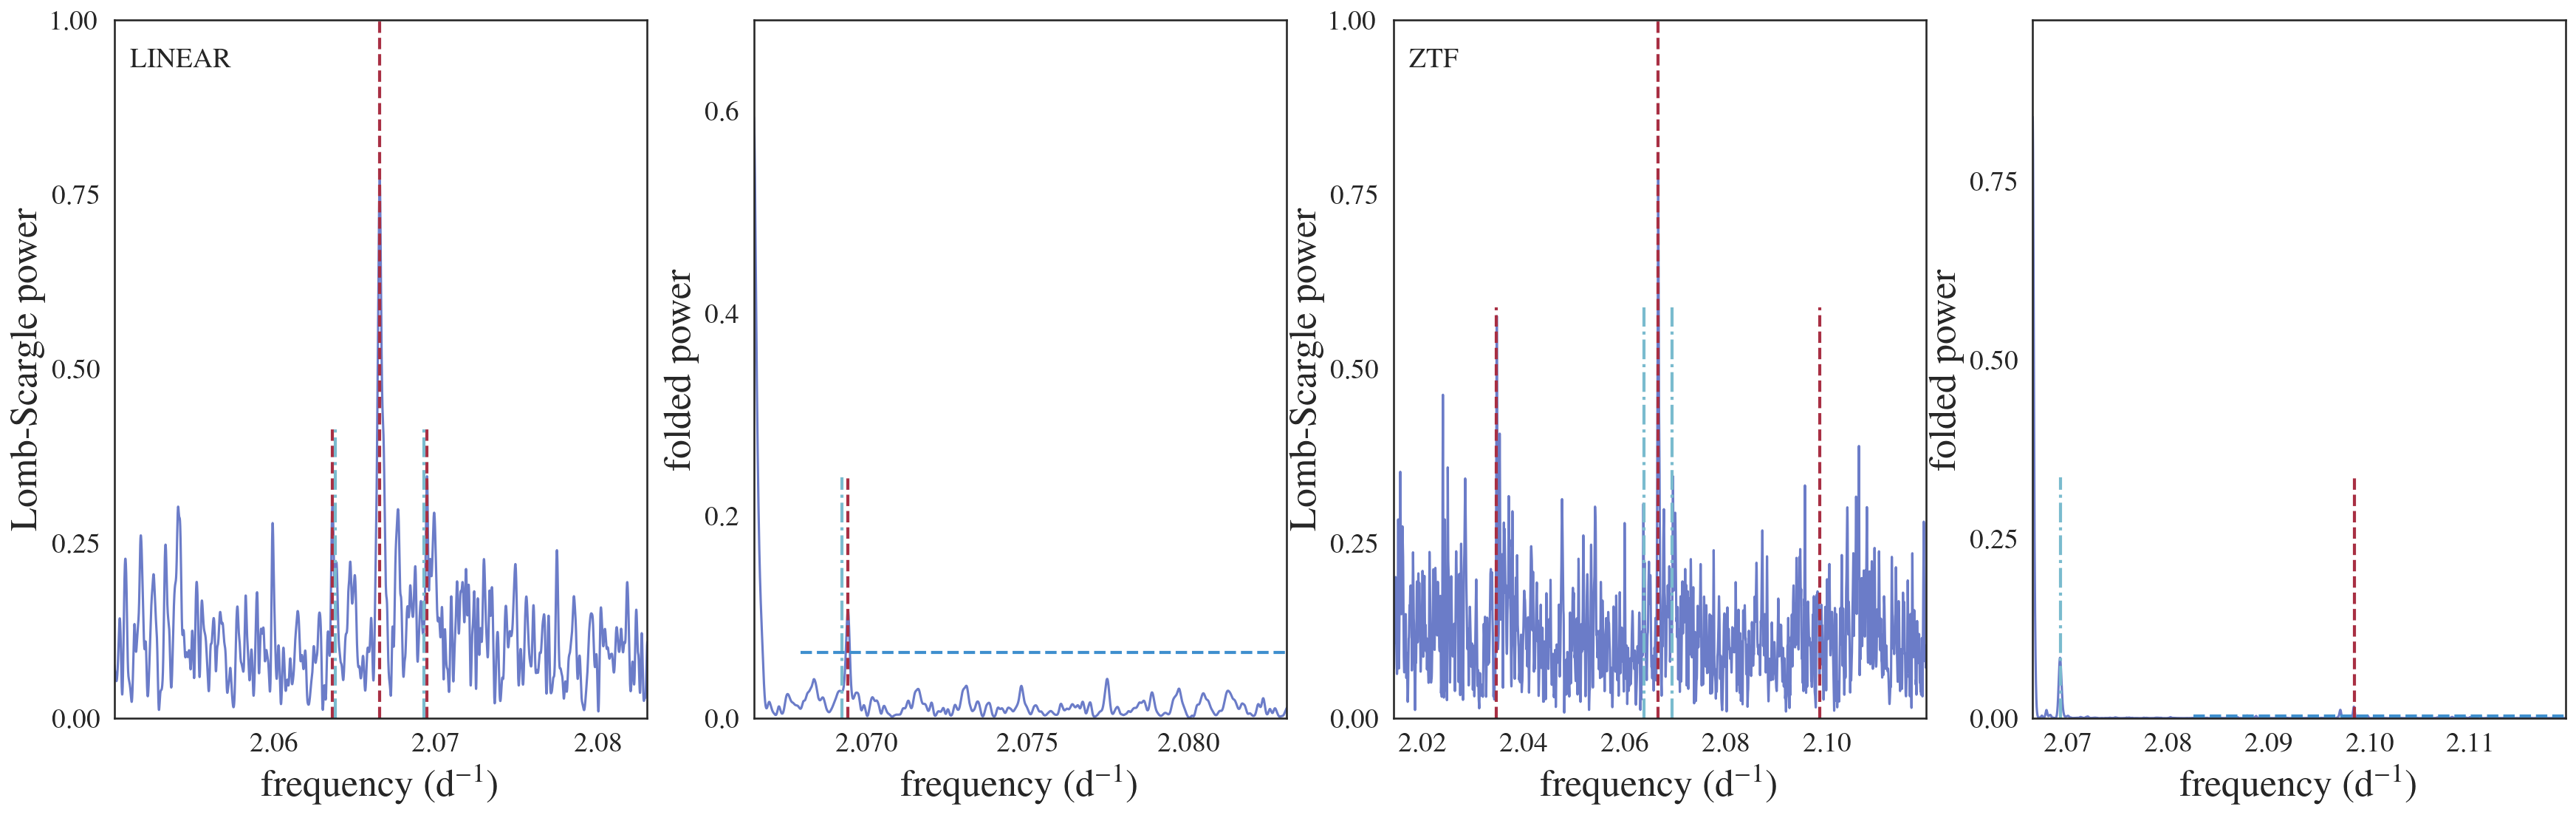 LINEAR
Lomb-Scargle power
1.00
0.75
0.50
0.25
0.00
2.06 2.07 2.08
frequency (d⁻¹)
folded power
0.6
0.4
0.2
0.0
2.070 2.075 2.080
frequency (d⁻¹)
ZTF
Lomb-Scargle power
1.00
0.75
0.50
0.25
0.00
2.02 2.04 2.06 2.08 2.10
frequency (d⁻¹)
folded power
0.75
0.50
0.25
0.00
2.07 2.08 2.09 2.10 2.11
frequency (d⁻¹)